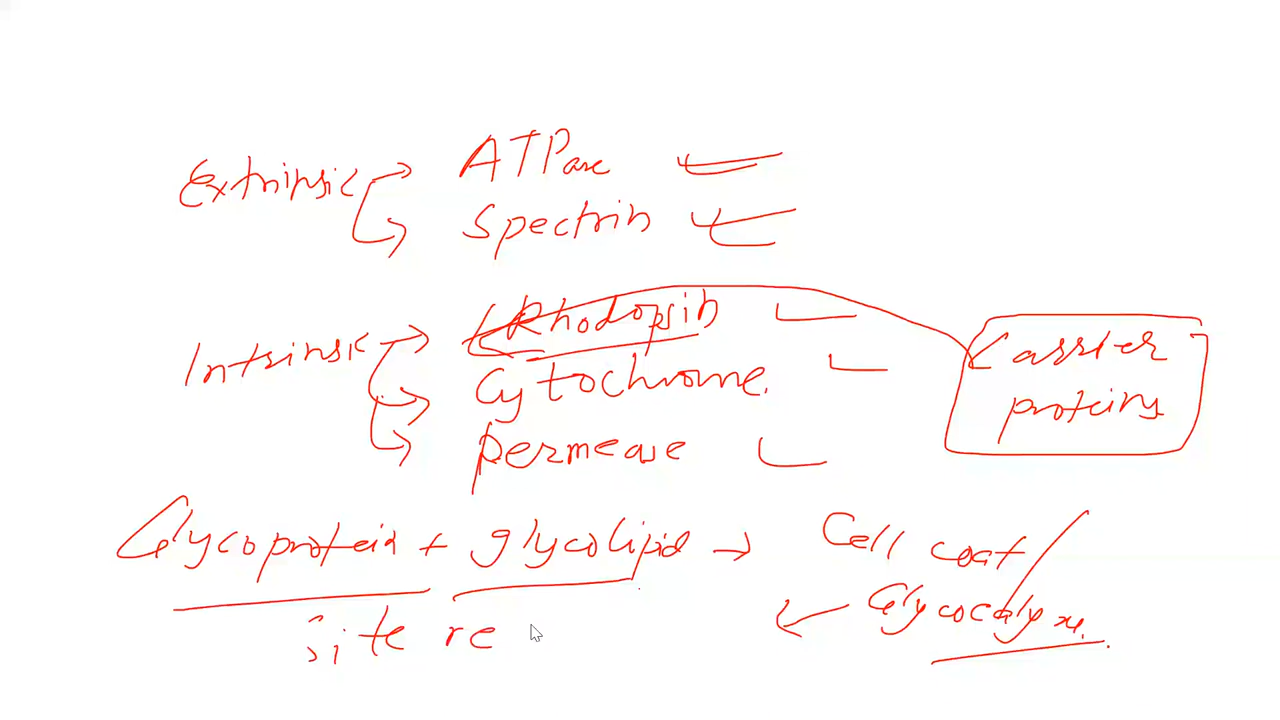 Extrinsic
ATPase
Spectrin
Intrinsic
Rhodopsin
Cytochrome.
permease
Carrier
proteins
Glycoprotein + glycolipid → Cell coat/
Glycocalyx.
site re